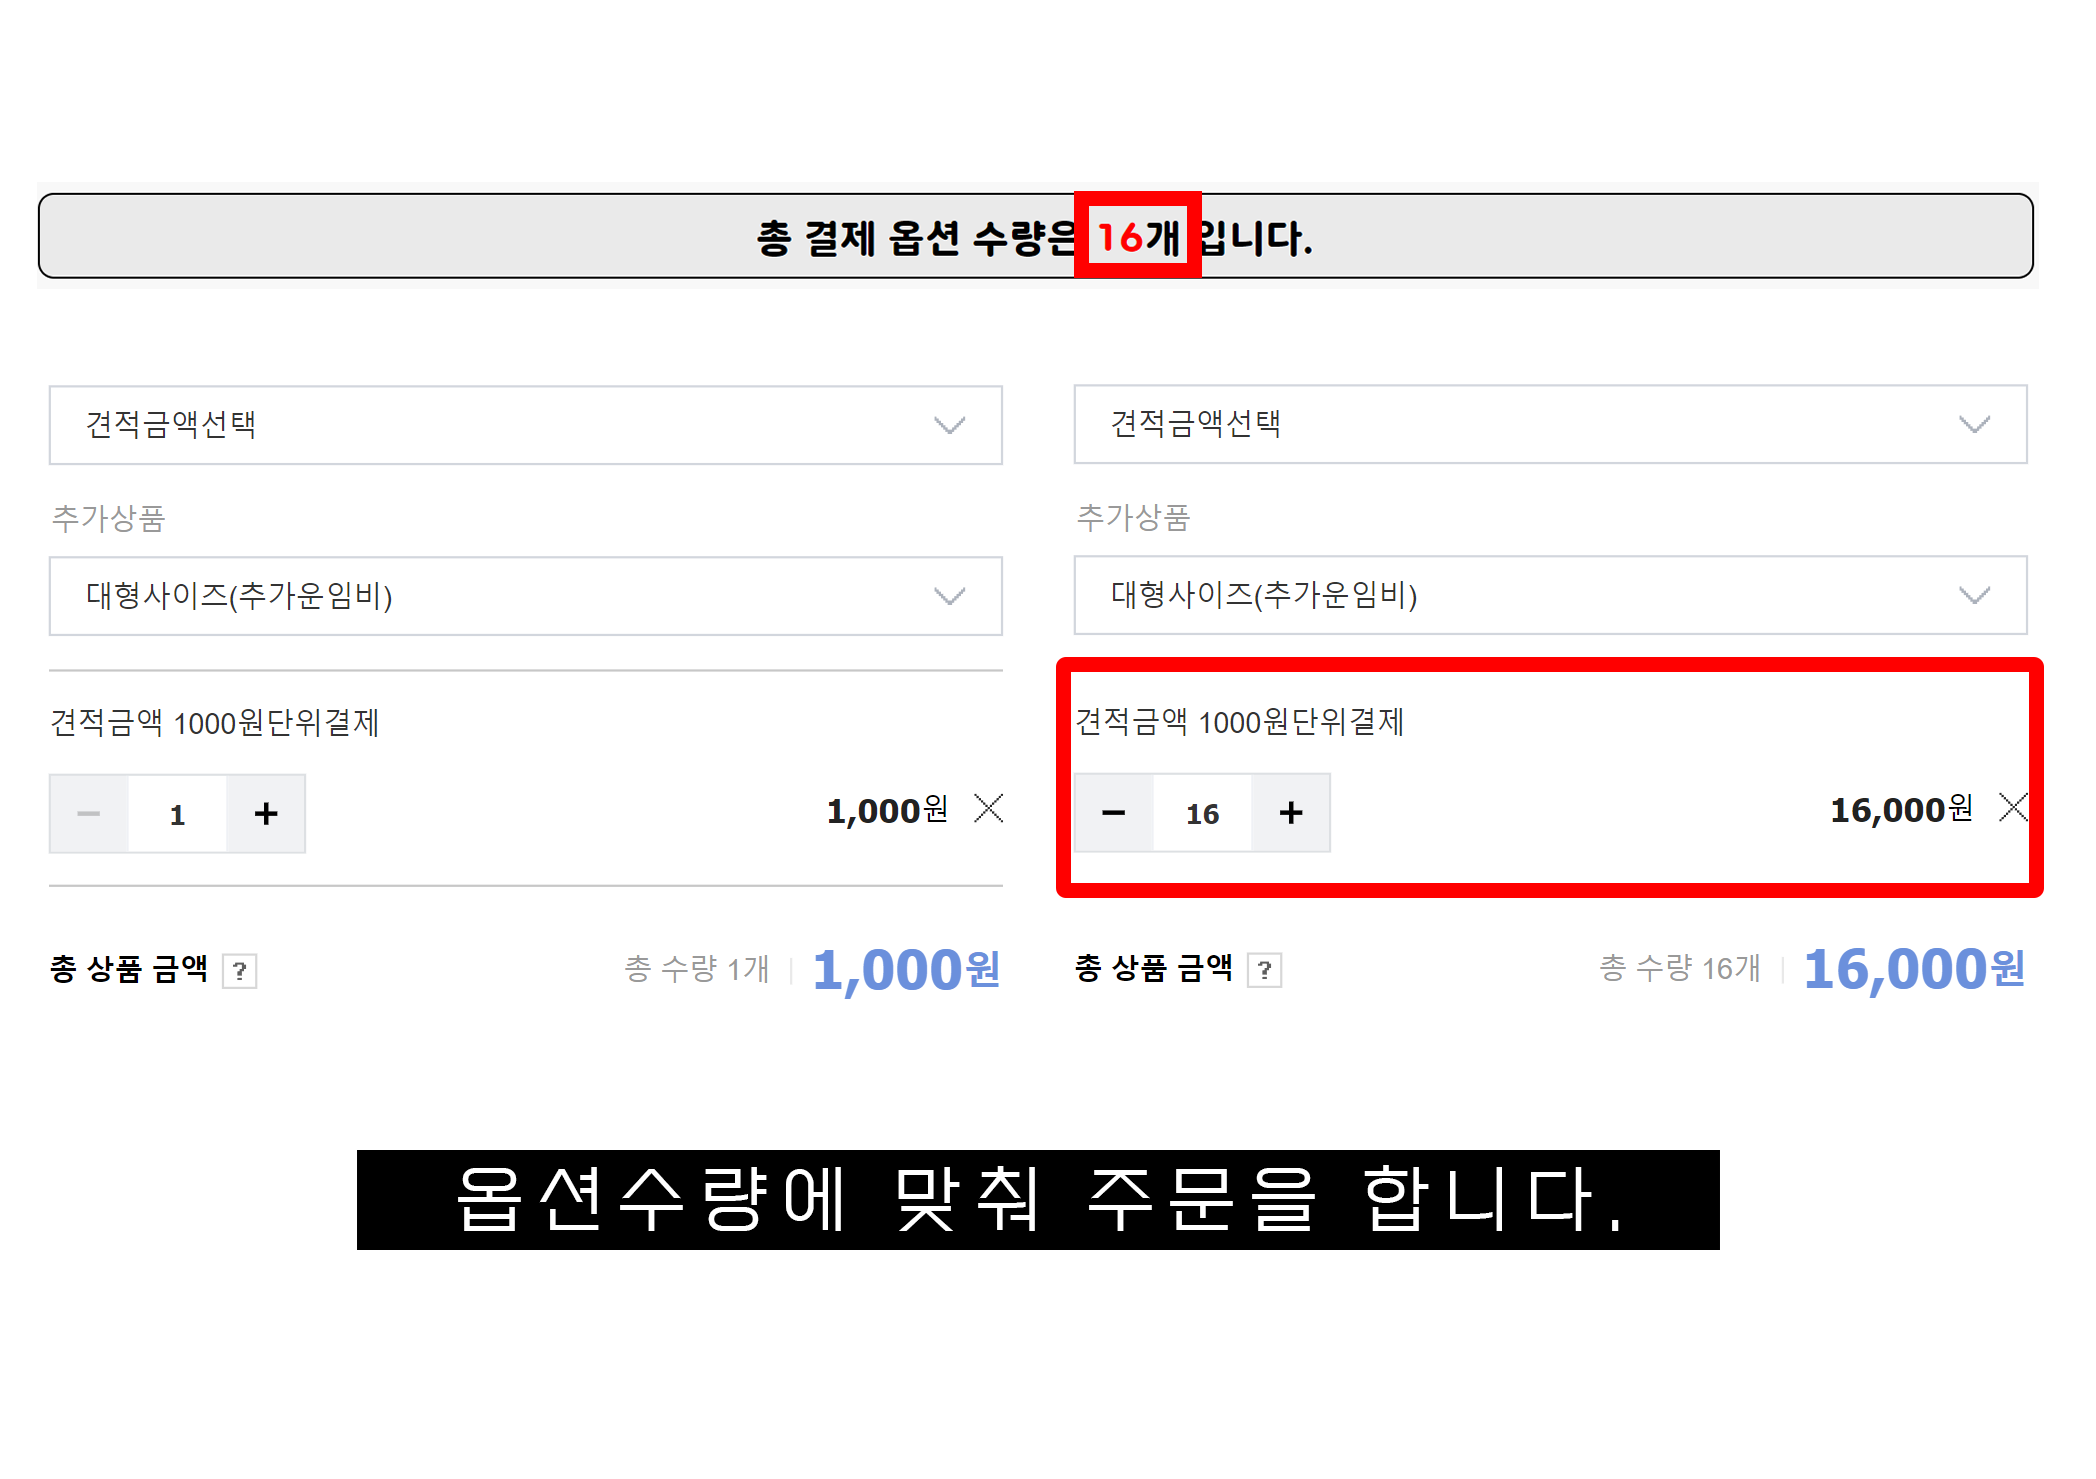 총 결제 옵션 수량은 16개 입니다.
견적금액선택
추가상품
대형사이즈(추가운임비)
견적금액 1000원단위결제
1
1,000원
총 상품 금액 ?
총 수량 1개
1,000원
견적금액선택
추가상품
대형사이즈(추가운임비)
견적금액 1000원단위결제
16
16,000원
총 상품 금액 ?
총 수량 16개
16,000원
옵션수량에 맞춰 주문을 합니다.